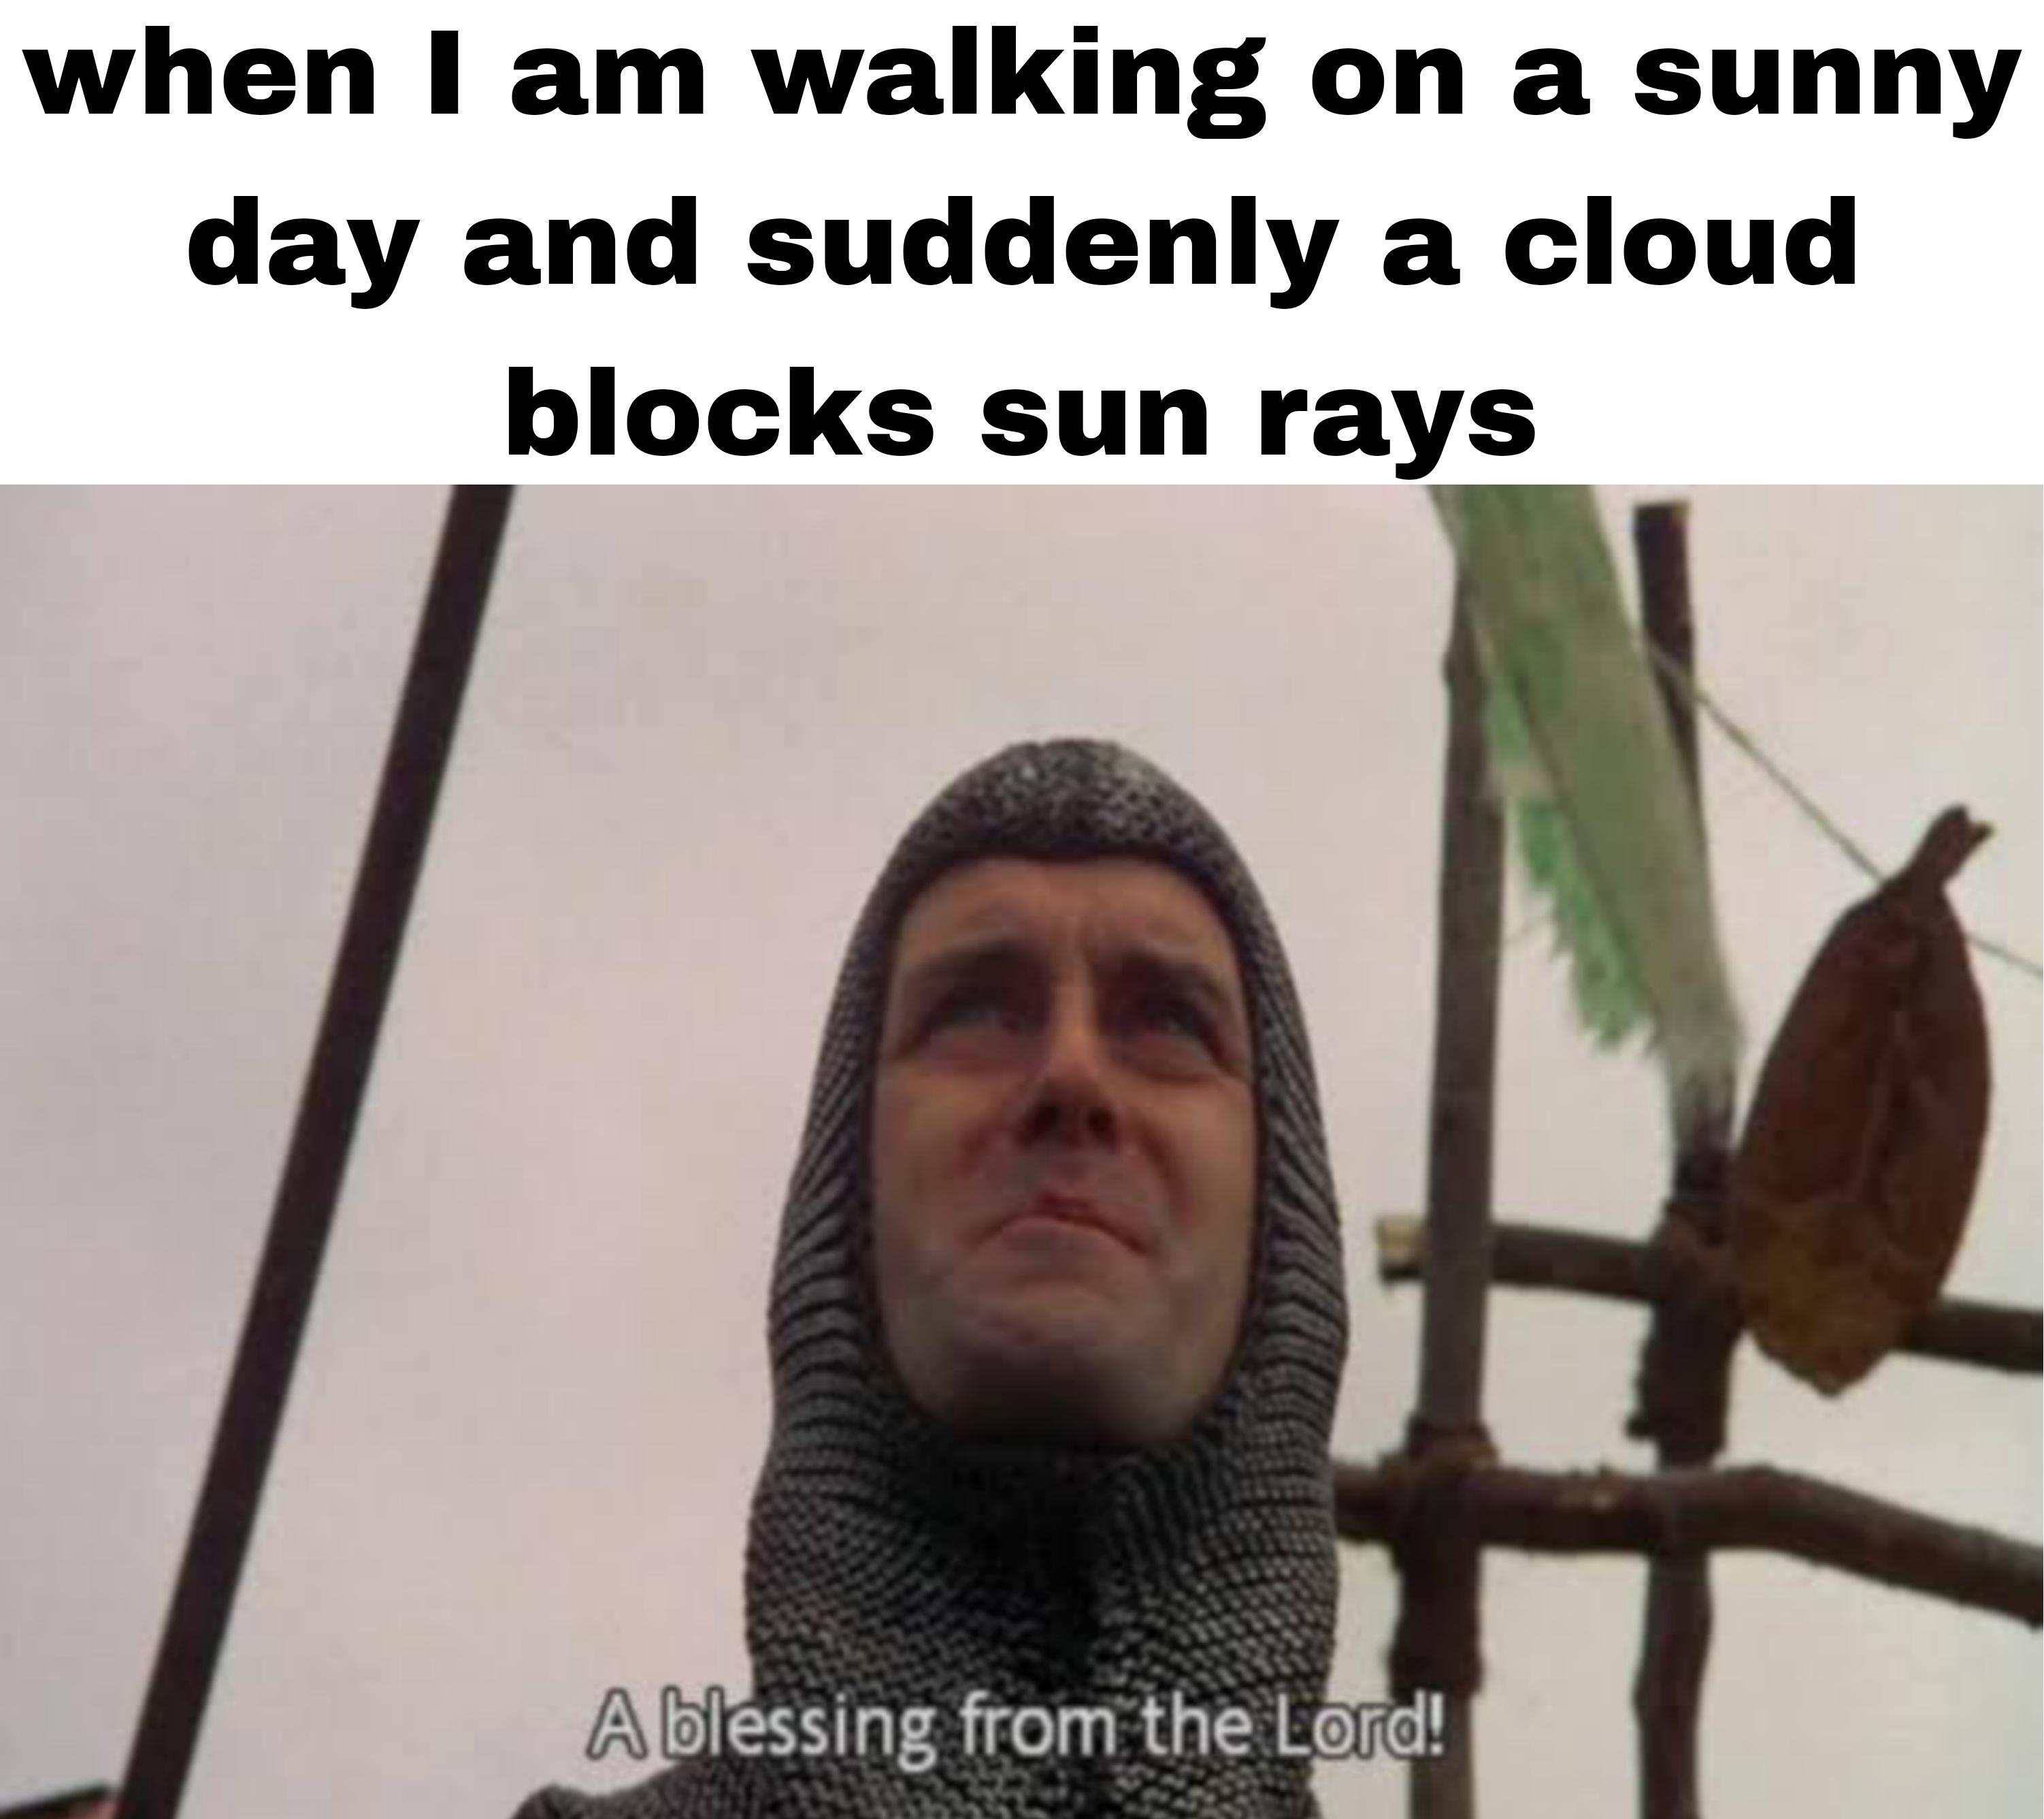 when I am walking on a sunny
day and suddenly a cloud
blocks sun rays
A blessing from the Lord!